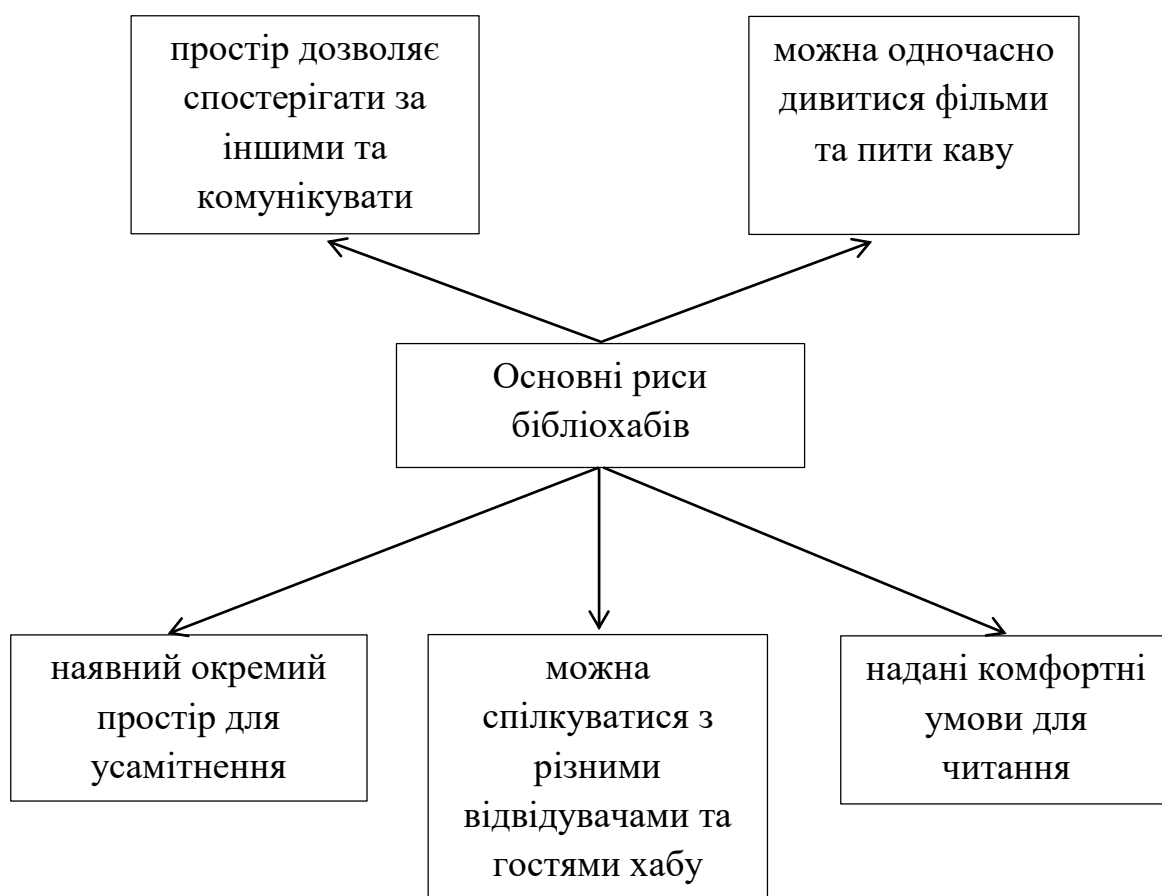 простір дозволяє
спостерігати за
іншими та
комунікувати
можна одночасно
дивитися фільми
та пити каву
Основні риси
бібліохабів
наявний окремий
простір для
усамітнення
можна
спілкуватися з
різними
відвідувачами та
гостями хабу
надані комфортні
умови для
читання